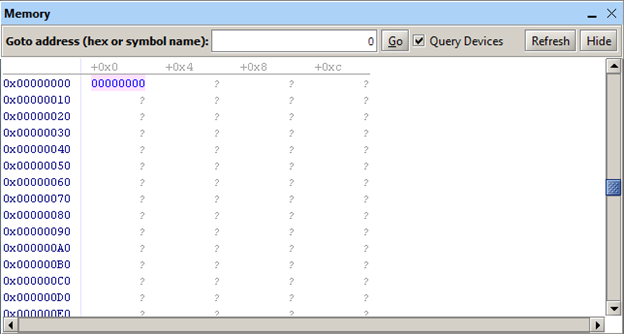 Memory
Goto address (hex or symbol name): 0 Go Query Devices Refresh Hide
+0x0 +0x4 +0x8 +0xc
0x00000000 00000000 ? ? ?
0x00000010 ? ? ? ?
0x00000020 ? ? ? ?
0x00000030 ? ? ? ?
0x00000040 ? ? ? ?
0x00000050 ? ? ? ?
0x00000060 ? ? ? ?
0x00000070 ? ? ? ?
0x00000080 ? ? ? ?
0x00000090 ? ? ? ?
0x000000A0 ? ? ? ?
0x000000B0 ? ? ? ?
0x000000C0 ? ? ? ?
0x000000D0 ? ? ? ?
0x000000E0 ? ? ? ?